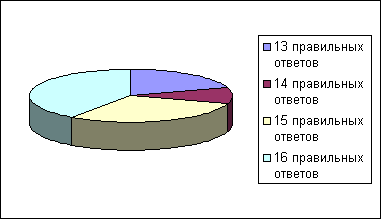 13 правильных
ответов
14 правильных
ответов
15 правильных
ответов
16 правильных
ответов